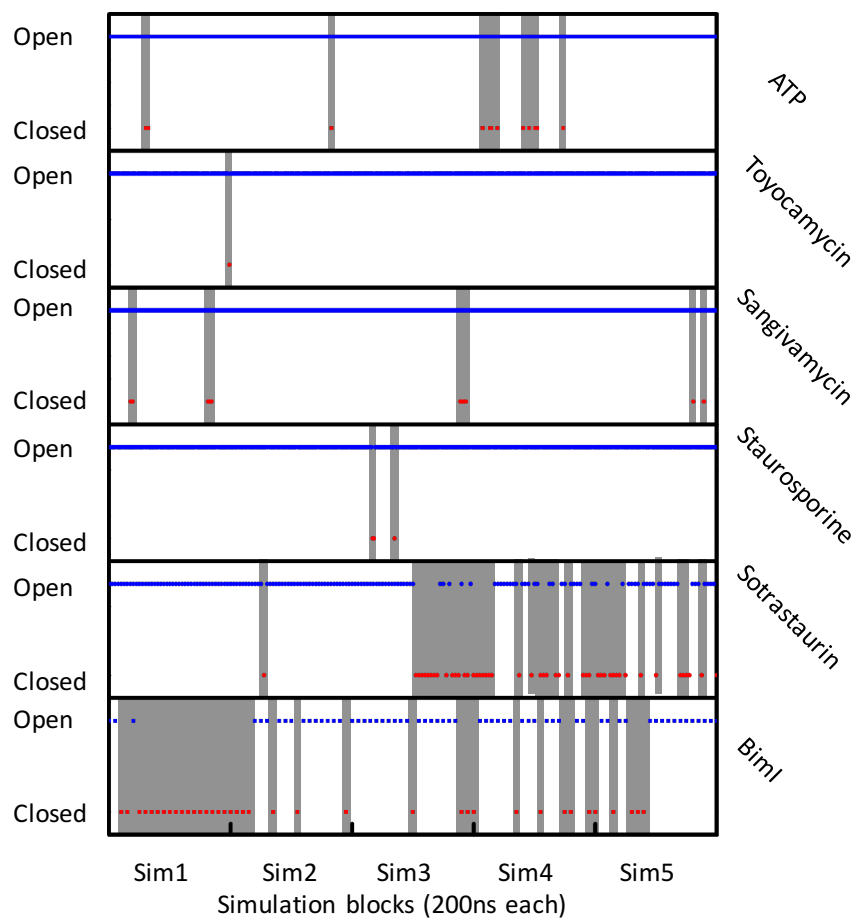 Open
Closed
ATP
Open
Closed
Toyocamycin
Open
Closed
Sangivamycin
Open
Closed
Staurosporine
Open
Closed
Sotrastaurin
Open
Closed
BimI
Sim1 Sim2 Sim3 Sim4 Sim5
Simulation blocks (200ns each)